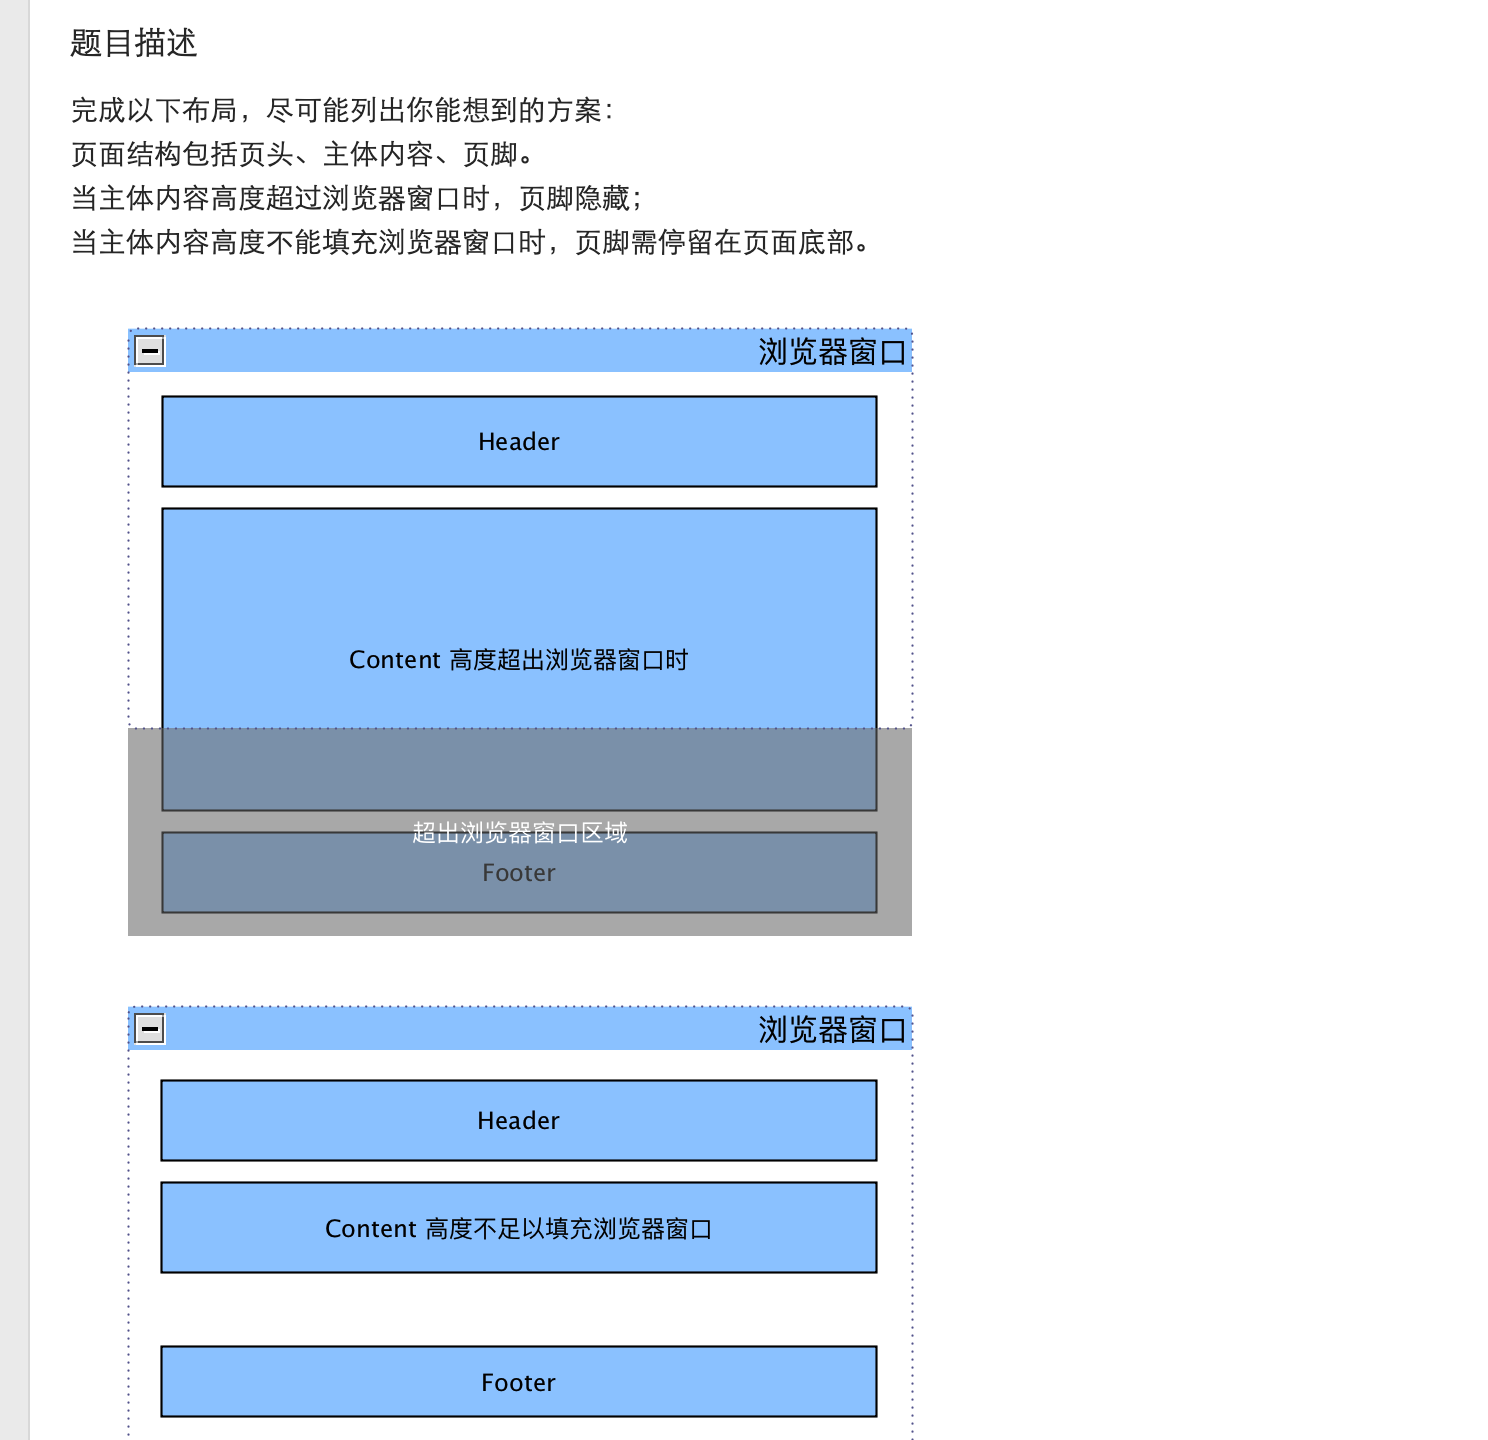 题目描述
完成以下布局，尽可能列出你能想到的方案：
页面结构包括页头、主体内容、页脚。
当主体内容高度超过浏览器窗口时，页脚隐藏；
当主体内容高度不能填充浏览器窗口时，页脚需停留在页面底部。
浏览器窗口
Header
Content 高度超出浏览器窗口时
超出浏览器窗口区域
Footer
浏览器窗口
Header
Content 高度不足以填充浏览器窗口
Footer